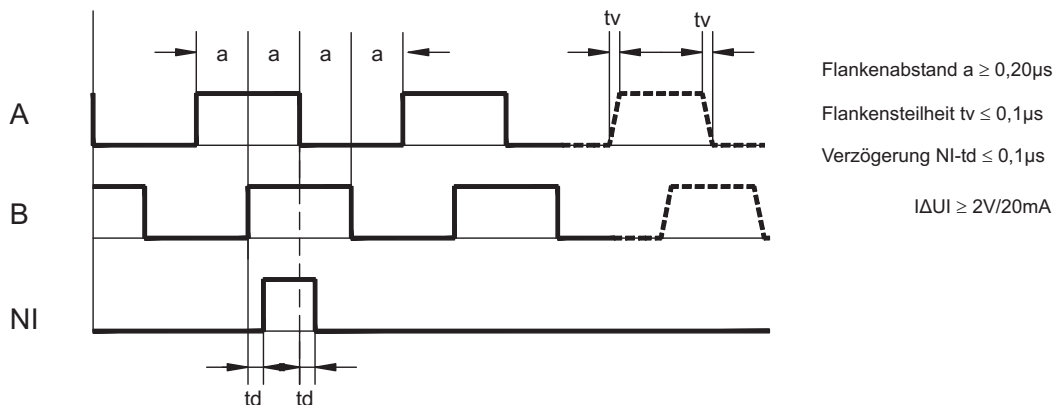 tv tv
a a a a
Flankenabstand a ≥ 0,20µs
A
Flankensteilheit tv ≤ 0,1µs
Verzögerung NI-td ≤ 0,1µs
B
IΔUI ≥ 2V/20mA
NI
td td